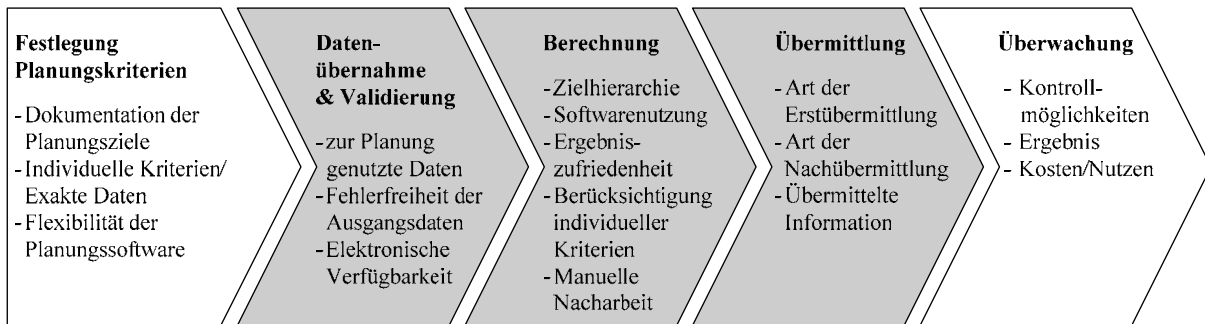 Festlegung
Planungskriterien
- Dokumentation der
Planungsziele
- Individuelle Kriterien/
Exakte Daten
- Flexibilität der
Planungssoftware
Daten-
übernahme
& Validierung
- zur Planung
genutzte Daten
- Fehlerfreiheit der
Ausgangsdaten
- Elektronische
Verfügbarkeit
Berechnung
- Zielhierarchie
- Softwarenutzung
- Ergebnis-
zufriedenheit
- Berücksichtigung
individueller
Kriterien
- Manuelle
Nacharbeit
Übermittlung
- Art der
Erstübermittlung
- Art der
Nachübermittlung
- Übermittelte
Information
Überwachung
- Kontroll-
möglichkeiten
- Ergebnis
- Kosten/Nutzen